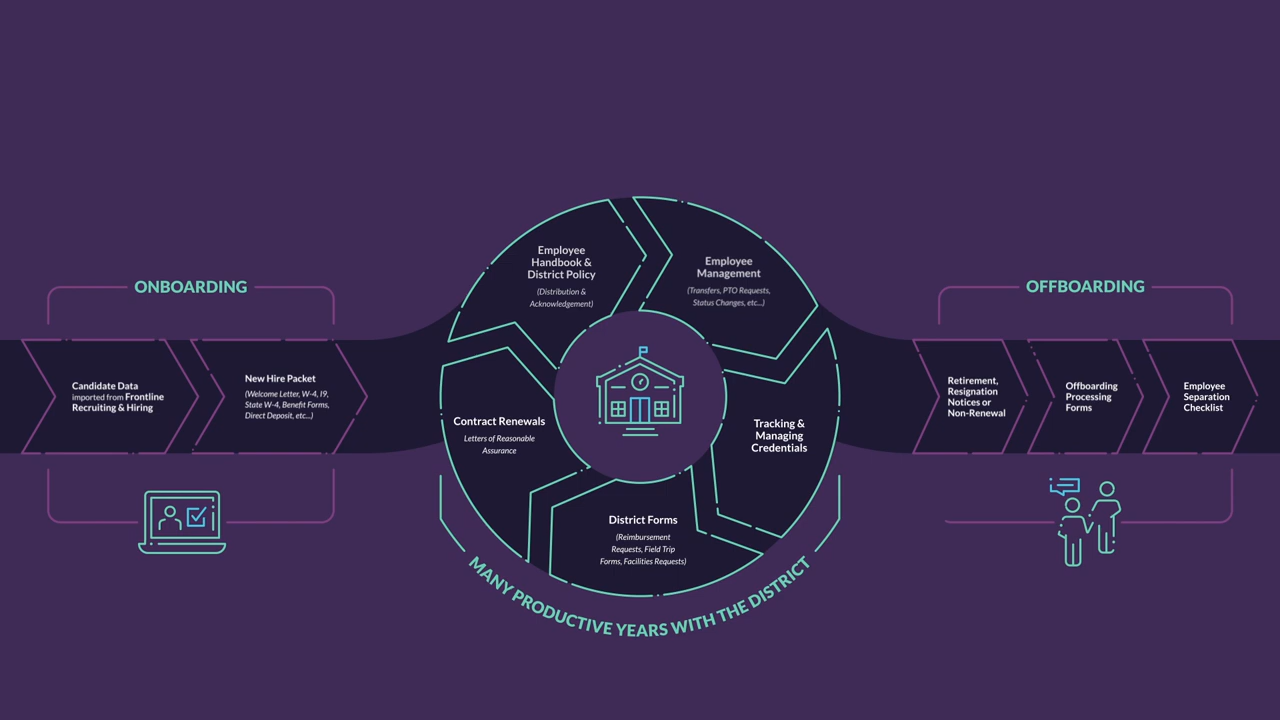 ONBOARDING
Candidate Data
imported from Frontline
Recruiting & Hiring
New Hire Packet
(Welcome Letter, W-4, I9,
State W-4, Benefit Forms,
Direct Deposit, etc...)
Employee
Handbook &
District Policy
(Distribution &
Acknowledgement)
Employee
Management
(Transfers, PTO Requests,
Status Changes, etc...)
Contract Renewals
Letters of Reasonable
Assurance
Tracking &
Managing
Credentials
District Forms
(Reimbursement
Requests, Field Trip
Forms, Facilities Requests)
MANY PRODUCTIVE YEARS WITH THE DISTRICT
OFFBOARDING
Retirement,
Resignation
Notices or
Non-Renewal
Offboarding
Processing
Forms
Employee
Separation
Checklist